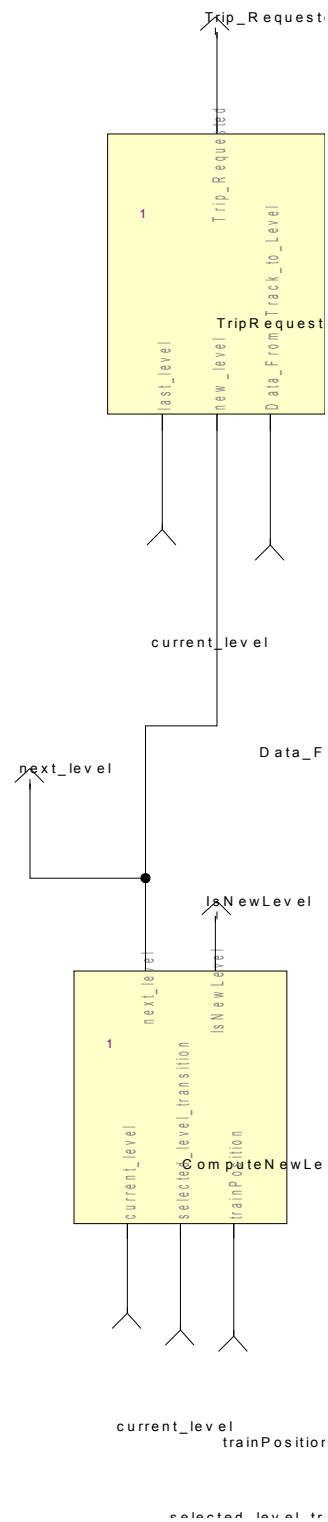 Trip_Requeste
Trip_Requested
1
Data_From_Track_to_Level
TripRequest
last_level
new_level
current_level
Data_F
next_level
IsNewLevel
next_level
IsNewLevel
1
selected_level_transition
current_level
trainPosition
ComputeNewLe
current_level
trainPosition
selected_level_tr